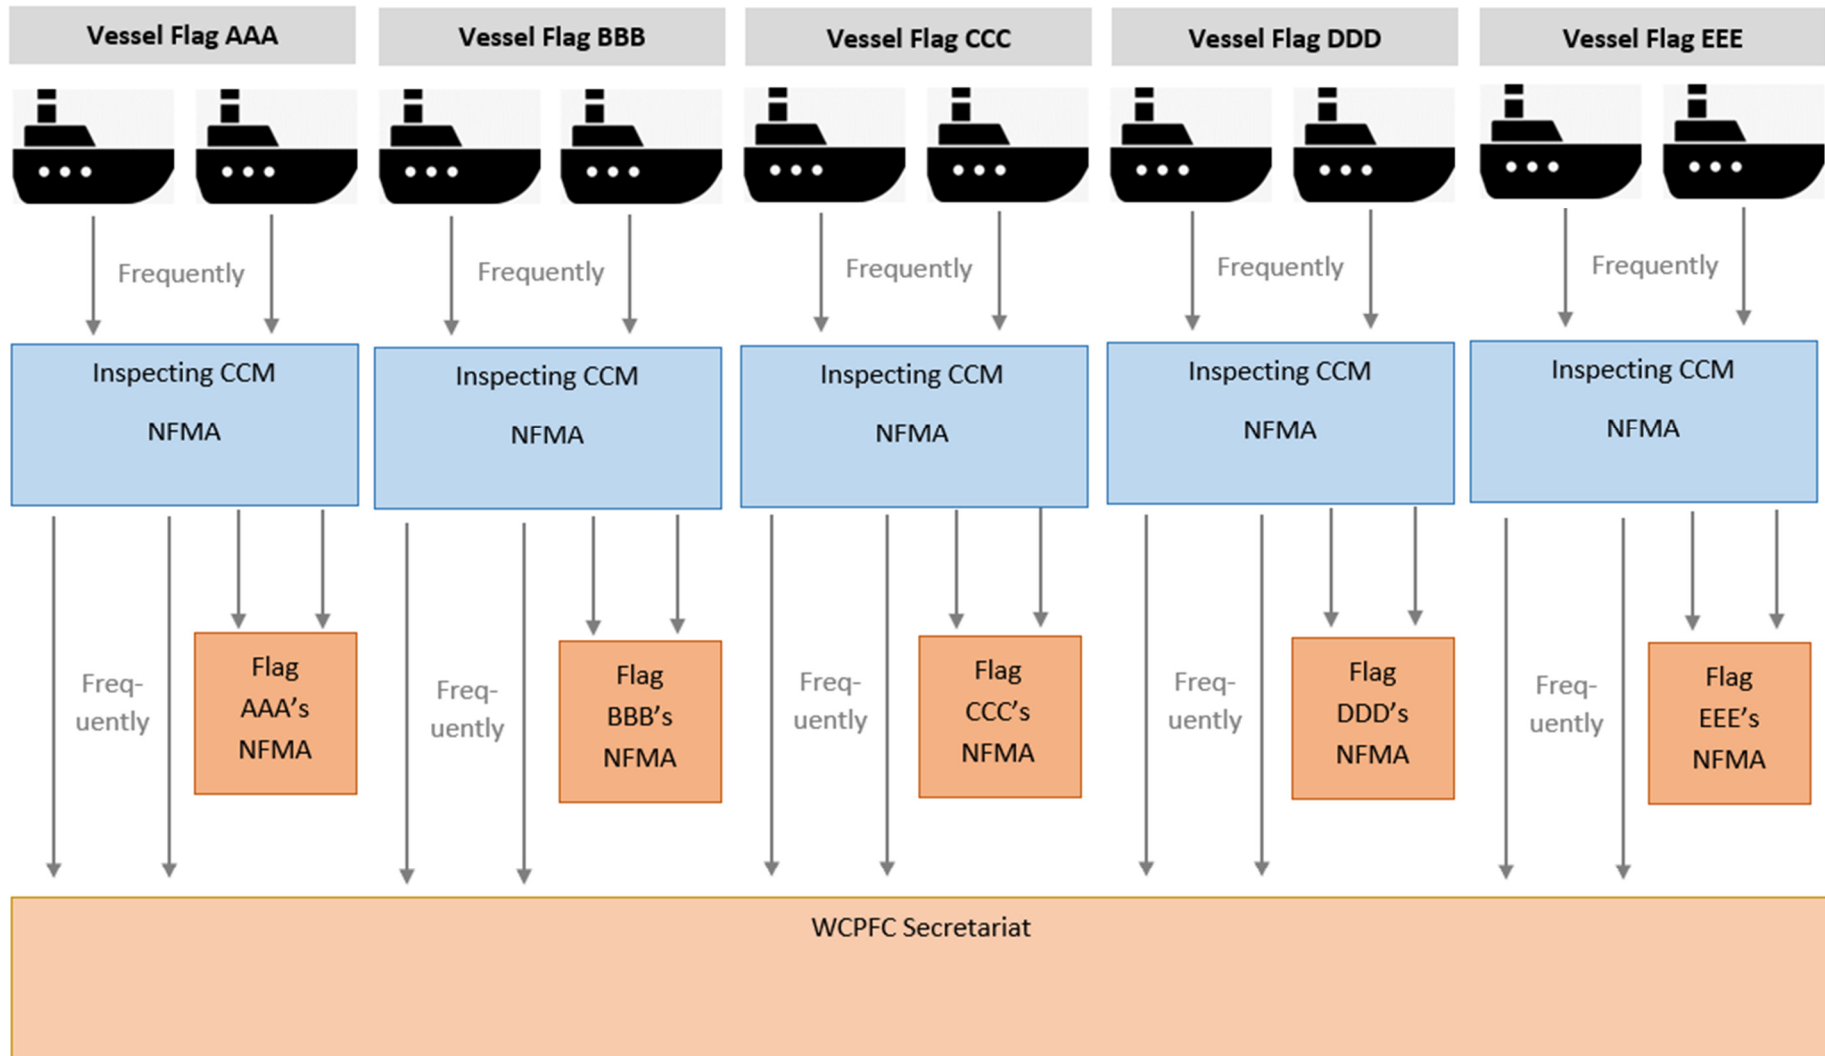 Vessel Flag AAA
Vessel Flag BBB
Vessel Flag CCC
Vessel Flag DDD
Vessel Flag EEE
Frequently
Frequently
Frequently
Frequently
Frequently
Inspecting CCM
NFMA
Inspecting CCM
NFMA
Inspecting CCM
NFMA
Inspecting CCM
NFMA
Inspecting CCM
NFMA
Freq-
uently
Flag
AAA's
NFMA
Freq-
uently
Flag
BBB's
NFMA
Freq-
uently
Flag
CCC's
NFMA
Freq-
uently
Flag
DDD's
NFMA
Freq-
uently
Flag
EEE's
NFMA
WCPFC Secretariat